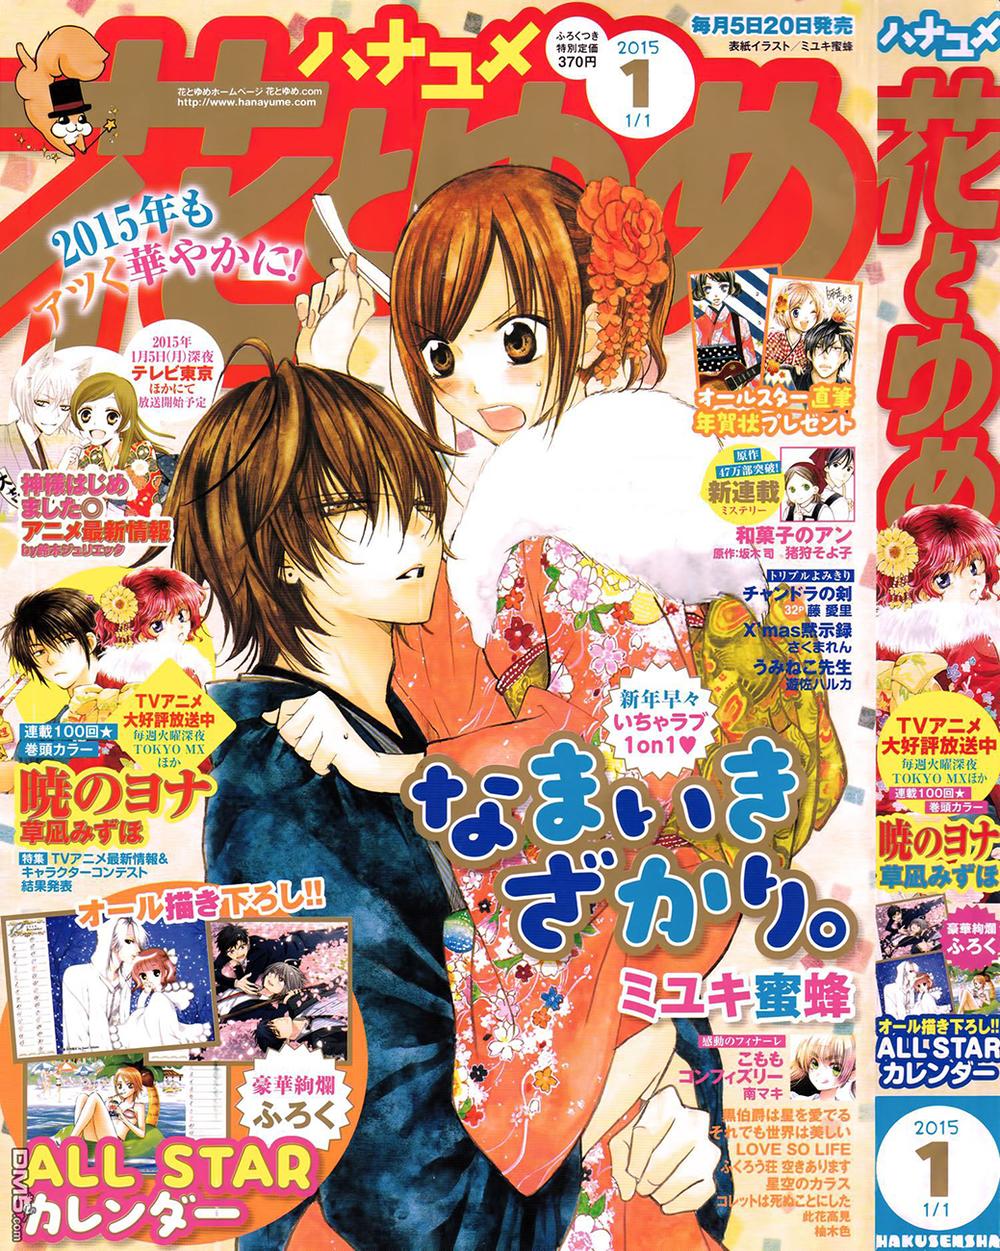 ハナユメ
花とゆめ
ふろくつき
特別定価
370円
2015
1
1/1
毎月5日20日発売
表紙イラスト/ミユキ蜜蜂
花とゆめホームページ 花とゆめ.com
http://www.hanayume.com
2015年も
アツく華やかに!
2015年
1月5日(月)深夜
テレビ東京
ほかにて
放送開始予定
神様はじめ
ました○
アニメ最新情報
by鈴木ジュリエッタ
オールスター直筆
年賀状プレゼント
原作
47万部突破!
新連載
ミステリー
和菓子のアン
原作:坂木 司 猪狩そよ子
トリプルよみきり
チャンドラの剣
32P 藤 愛里
X'mas黙示録
さくまれん
うみねこ先生
遊佐ハルカ
TVアニメ
大好評放送中
毎週火曜深夜
TOKYO MX
ほか
連載100回★
巻頭カラー
暁のヨナ
草凪みずほ
特集 TVアニメ最新情報&
キャラクターコンテスト
結果発表
新年早々
いちゃラブ
1on1♥
なまいき
ざかり。
ミユキ蜜蜂
オール描き下ろし!!
豪華絢爛
ふろく
ALL STAR
カレンダー
感動のフィナーレ
こもも
コンフィズリー
南マキ
黒伯爵は星を愛でる
それでも世界は美しい
LOVE SO LIFE
ふくろう荘 空きあります
星空のカラス
コレットは死ぬことにした
此花高見
柚木色
DM5.com
ハナユメ
花とゆめ
TVアニメ
大好評放送中
毎週火曜深夜
TOKYO MXほか
連載100回★
巻頭カラー
暁のヨナ
草凪みずほ
豪華絢爛
ふろく
オール描き下ろし!!
ALL STAR
カレンダー
2015
1
1/1
HAKUSENSHA